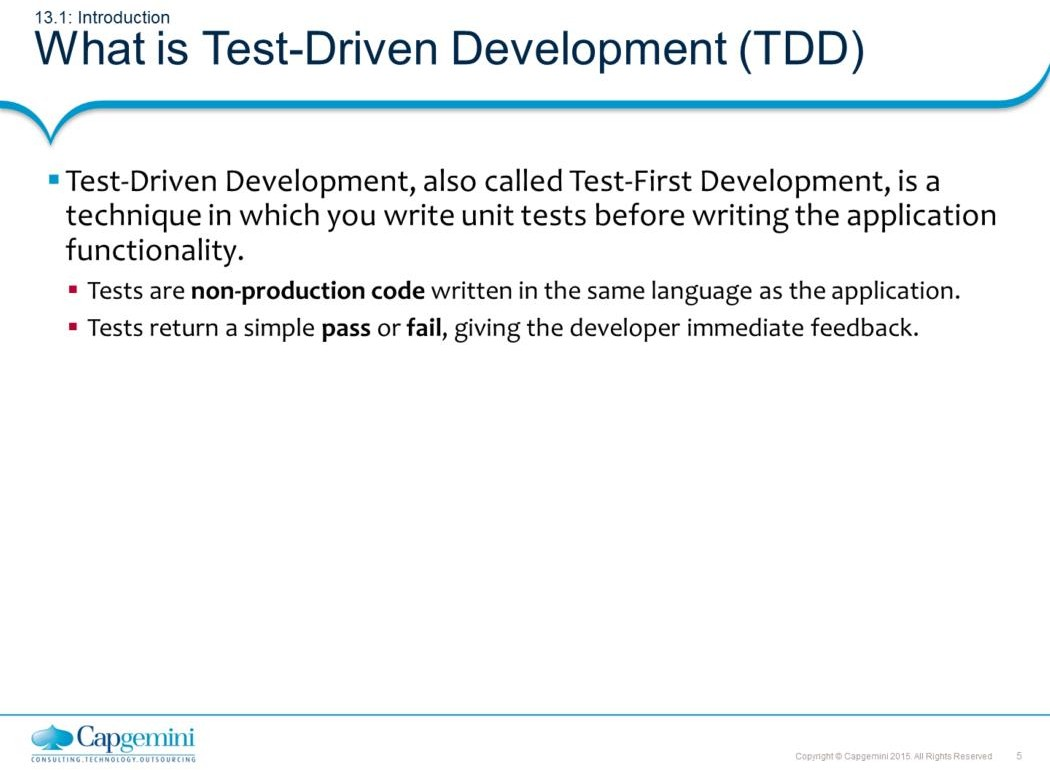 13.1: Introduction
What is Test-Driven Development (TDD)
▪ Test-Driven Development, also called Test-First Development, is a
technique in which you write unit tests before writing the application
functionality.
▪ Tests are non-production code written in the same language as the application.
▪ Tests return a simple pass or fail, giving the developer immediate feedback.
Capgemini
CONSULTING.TECHNOLOGY.OUTSOURCING
Copyright © Capgemini 2015. All Rights Reserved 5